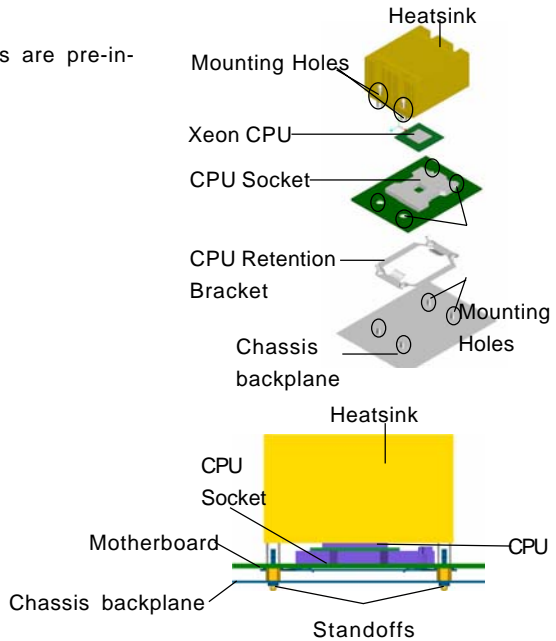 Heatsink
s are pre-in-
Mounting Holes
Xeon CPU
CPU Socket
CPU Retention
Bracket
Mounting
Holes
Chassis
backplane
Heatsink
CPU
Socket
Motherboard
CPU
Chassis backplane
Standoffs